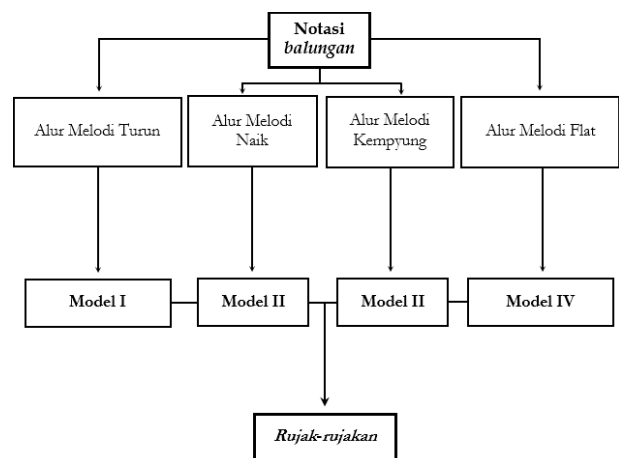 Notasi
balungan
Alur Melodi Turun
Alur Melodi
Naik
Alur Melodi
Kempyung
Alur Melodi Flat
Model I
Model II
Model II
Model IV
Rujak-rujakan